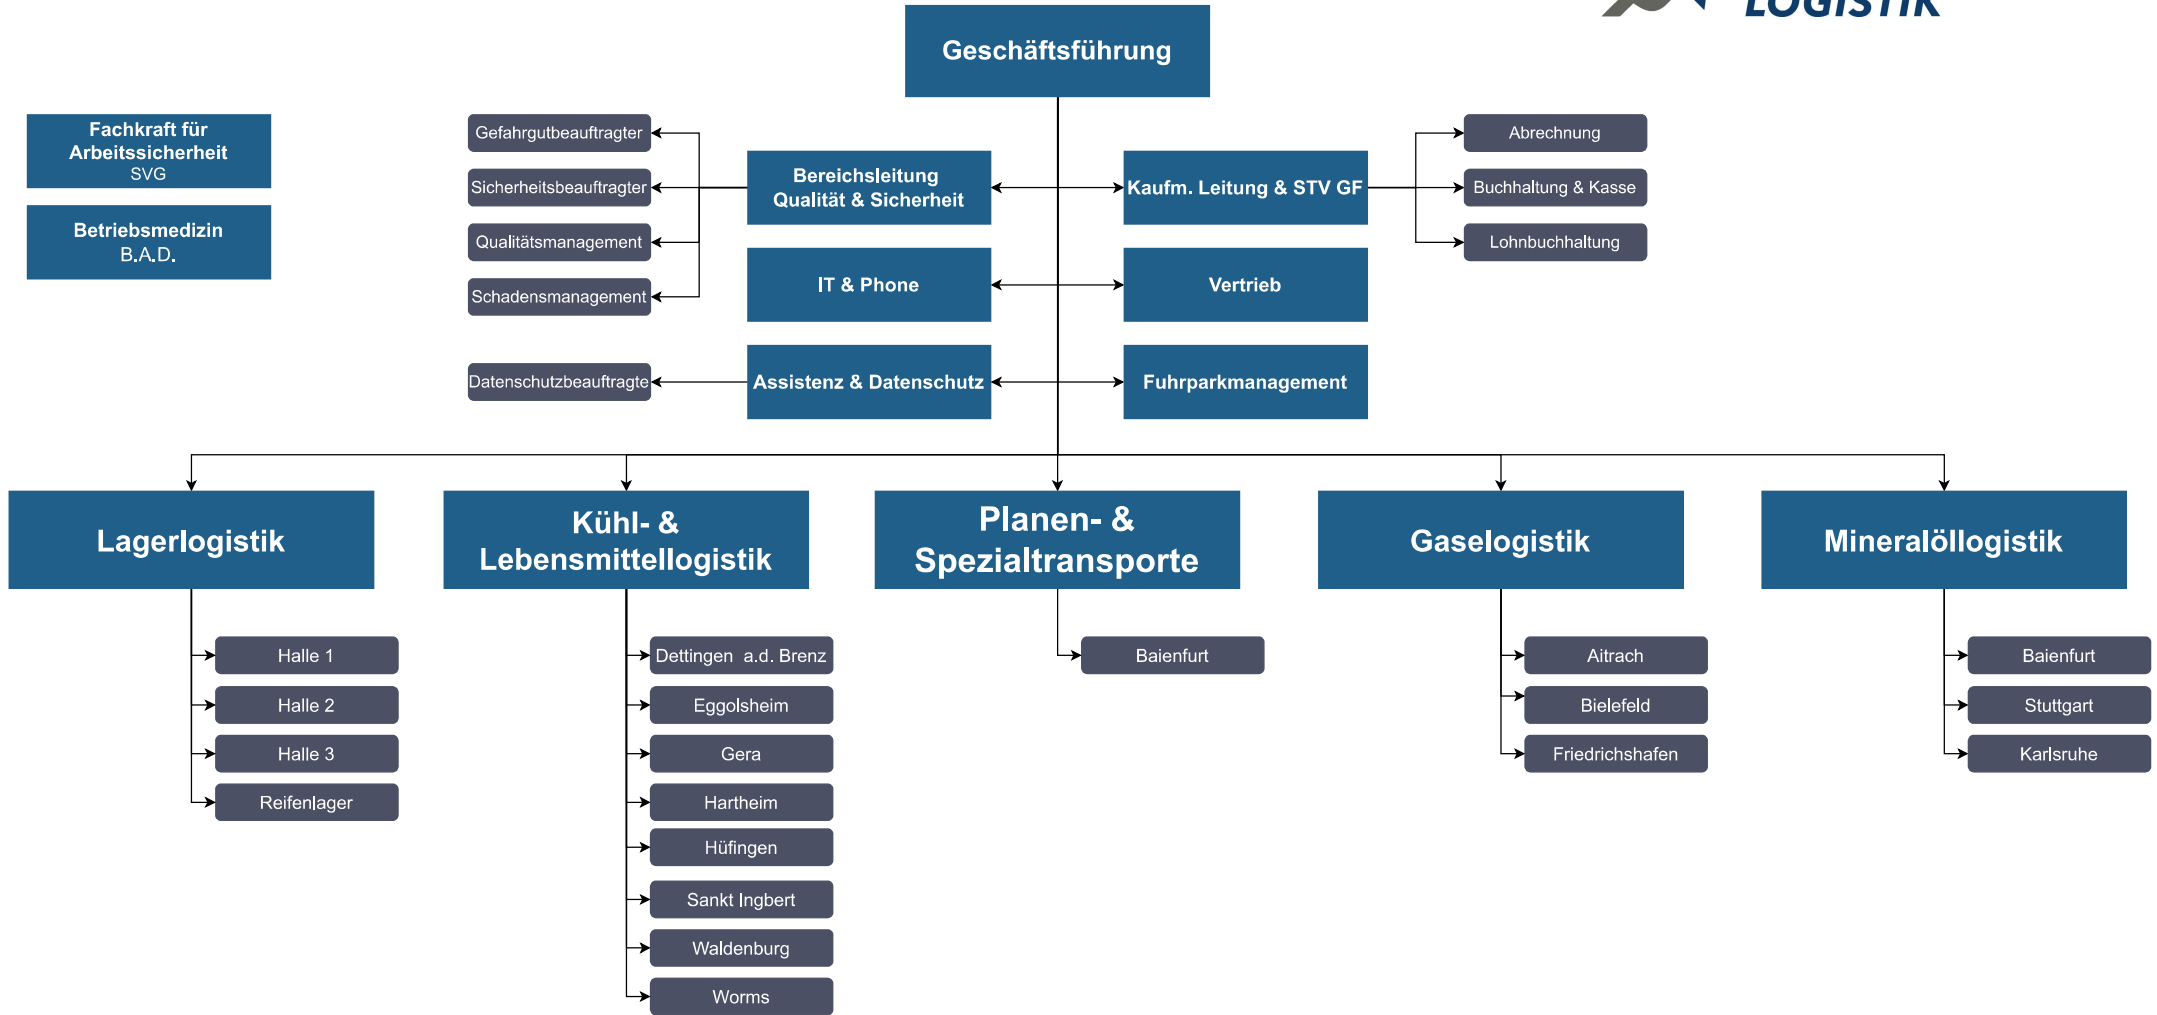 LOGISTIK
Geschäftsführung
Fachkraft für
Arbeitssicherheit
SVG
Betriebsmedizin
B.A.D.
Gefahrgutbeauftragter
Sicherheitsbeauftragter
Qualitätsmanagement
Schadensmanagement
Datenschutzbeauftragte
Bereichsleitung
Qualität & Sicherheit
IT & Phone
Assistenz & Datenschutz
Kaufm. Leitung & STV GF
Vertrieb
Fuhrparkmanagement
Abrechnung
Buchhaltung & Kasse
Lohnbuchhaltung
Lagerlogistik
Halle 1
Halle 2
Halle 3
Reifenlager
Kühl- &
Lebensmittellogistik
Dettingen a.d. Brenz
Eggolsheim
Gera
Hartheim
Hüfingen
Sankt Ingbert
Waldenburg
Worms
Planen- &
Spezialtransporte
Baienfurt
Gaselogistik
Aitrach
Bielefeld
Friedrichshafen
Mineralöllogistik
Baienfurt
Stuttgart
Karlsruhe